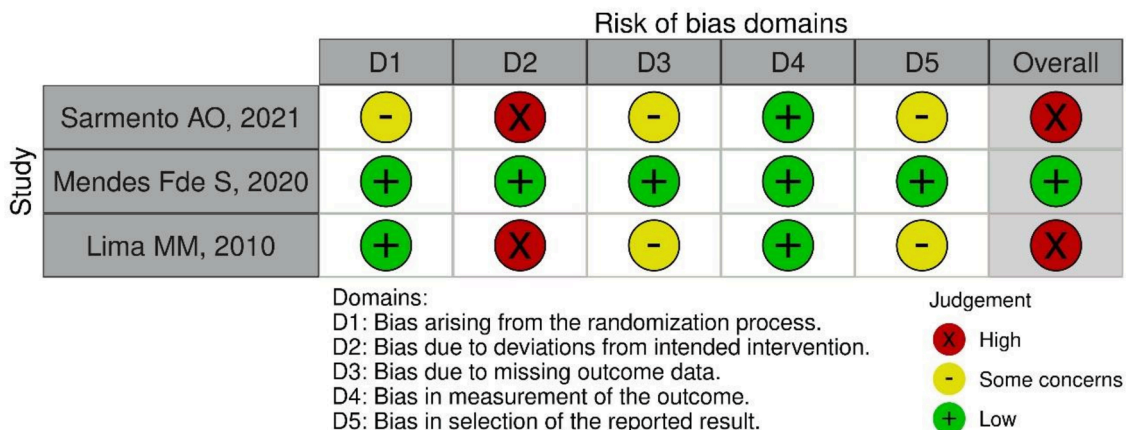 Risk of bias domains
D1 D2 D3 D4 D5 Overall
Study
Sarmento AO, 2021 - X - + - X
Mendes Fde S, 2020 + + + + + +
Lima MM, 2010 + X - + - X
Domains:
D1: Bias arising from the randomization process.
D2: Bias due to deviations from intended intervention.
D3: Bias due to missing outcome data.
D4: Bias in measurement of the outcome.
D5: Bias in selection of the reported result.
Judgement
X High
- Some concerns
+ Low